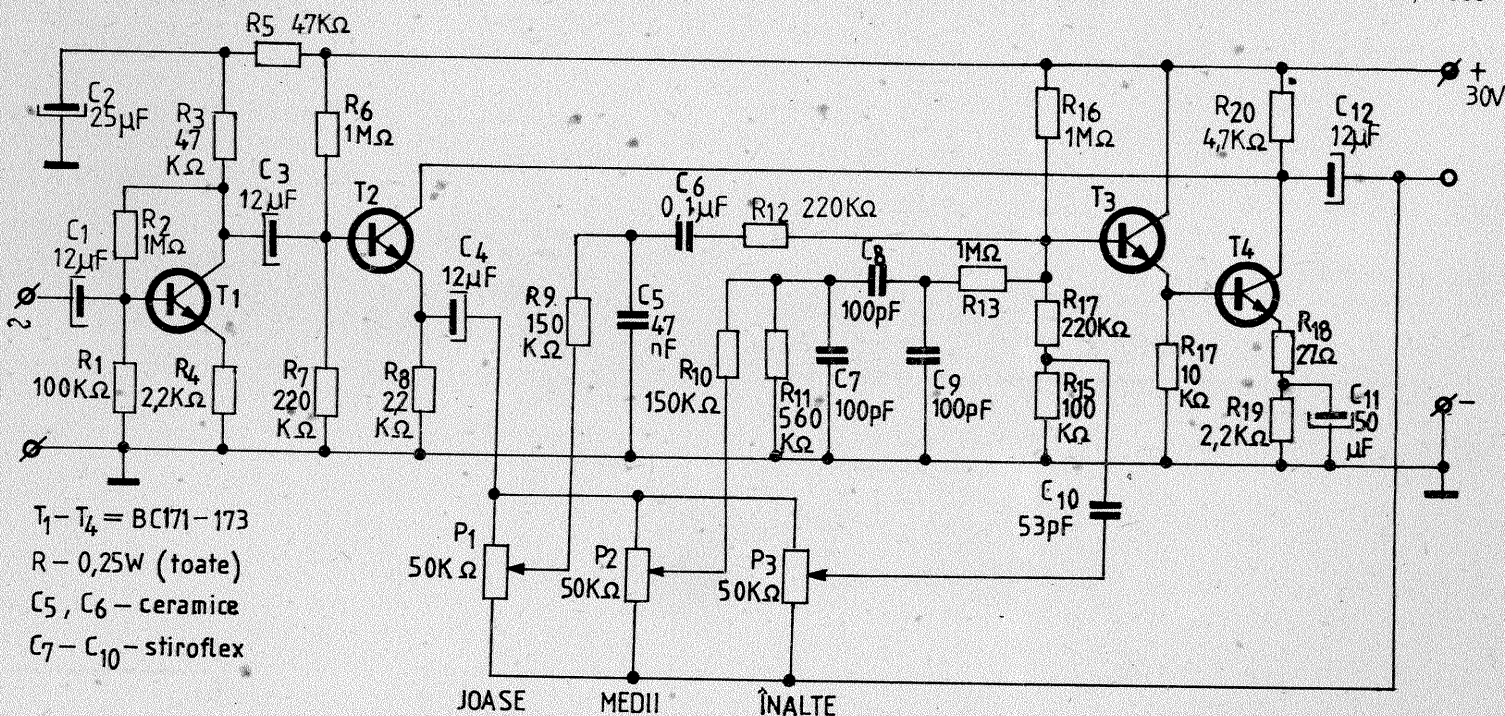 R5 47KΩ
C2
25µF
R3
47
KΩ
R6
1MΩ
R16
1MΩ
R20
4,7KΩ
C12
12µF
+
30V
C3
12µF
T2
C6
0,1µF
R12 220KΩ
T3
C1
12µF
R2
1MΩ
T1
C4
12µF
R9
150
KΩ
C5
47
nF
C8
100pF
1MΩ
R13
T4
R17
220KΩ
R18
27Ω
R1
100KΩ
R4
2,2KΩ
R7
220
KΩ
R8
2,2
KΩ
R10
150KΩ
R11
560
KΩ
C7
100pF
C9
100pF
R15
100
KΩ
R17
10
KΩ
R19
2,2KΩ
C11
50
µF
-
C10
53pF
T1-T4 = BC171-173
R - 0,25W (toate)
C5, C6 - ceramice
C7 - C10 - stiroflex
P1
50KΩ
P2
50KΩ
P3
50KΩ
JOASE MEDII ÎNALTE